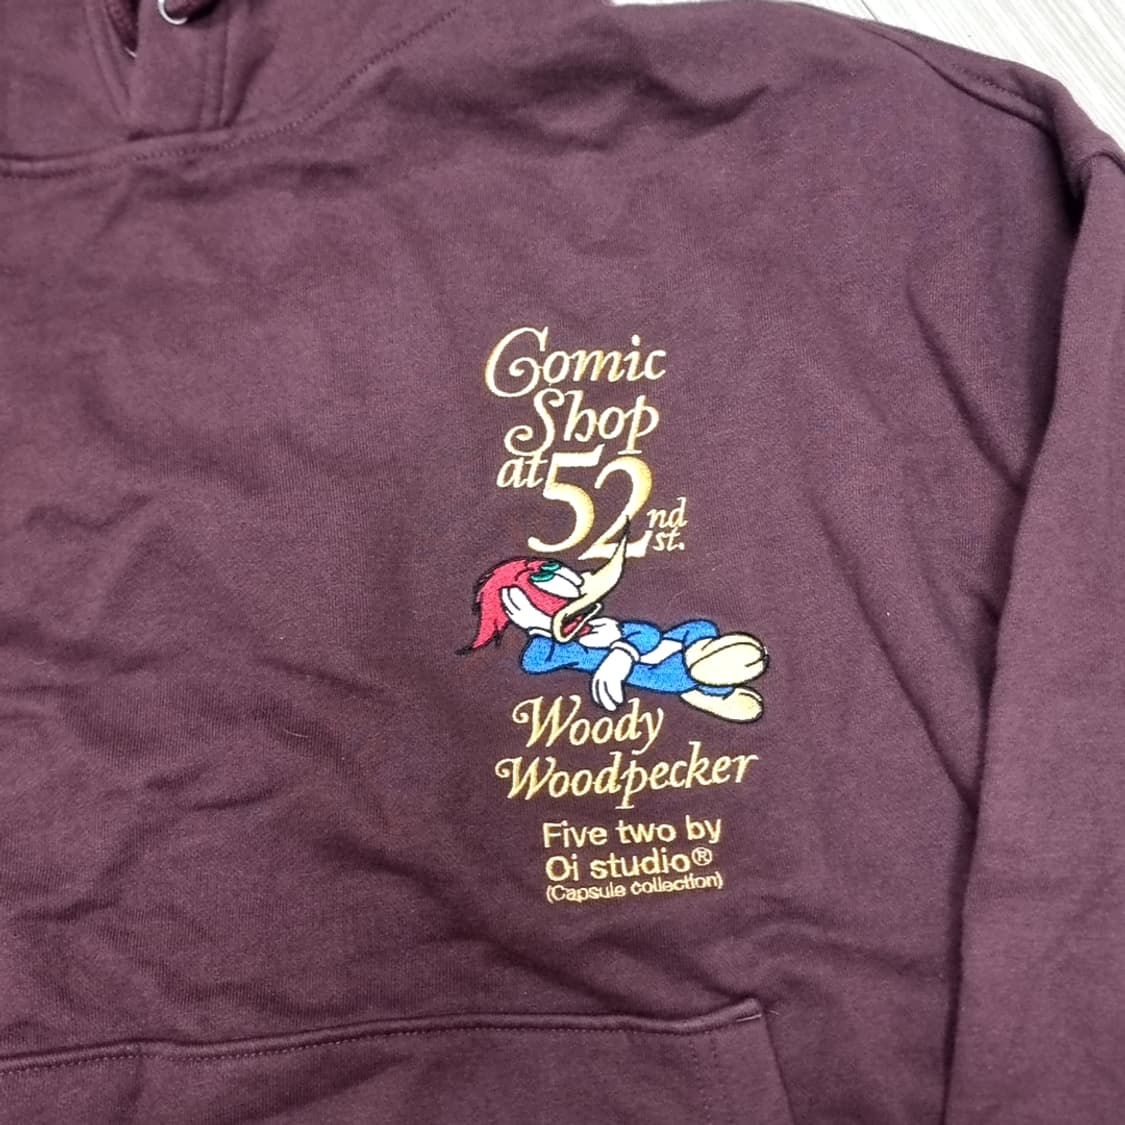 Comic
Shop
at 52nd
st.
Woody
Woodpecker
Five two by
Oi studio®
(Capsule collection)